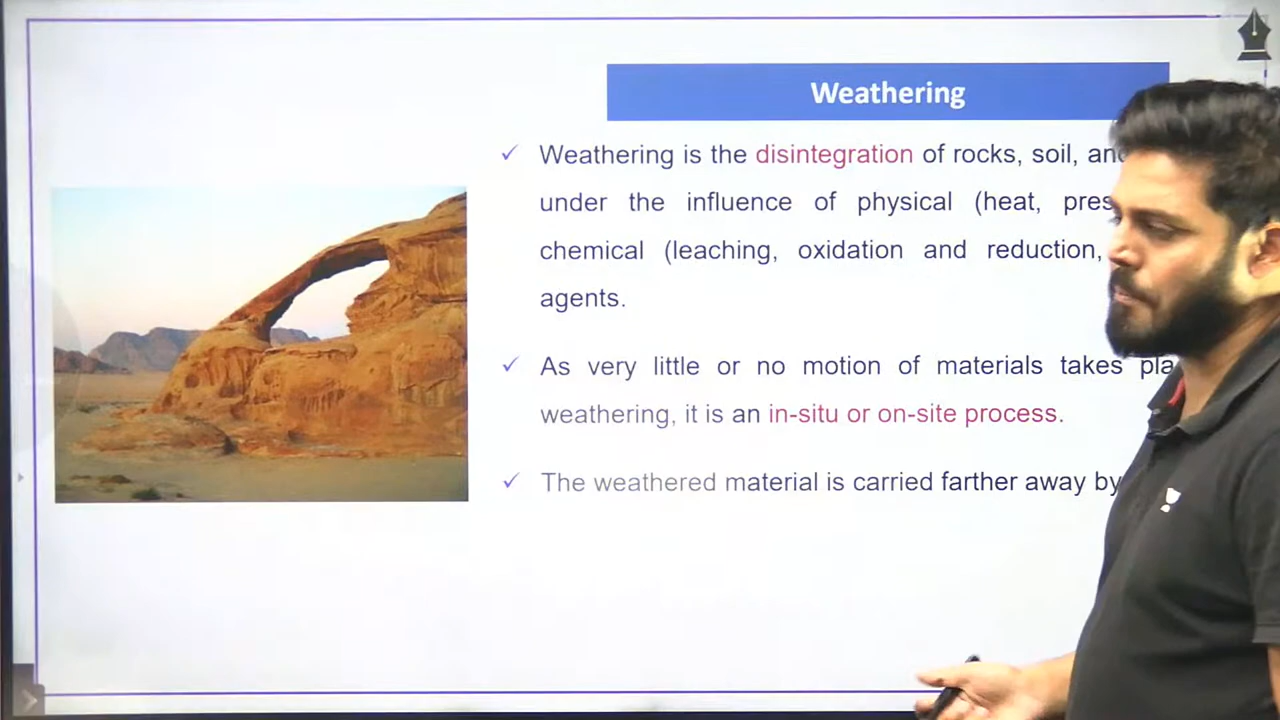 Weathering
Weathering is the disintegration of rocks, soil, and
under the influence of physical (heat,
chemical (leaching, oxidation and reduction,
agents.
As very little or no motion of materials takes
weathering, it is an in-situ or on-site process.
The weathered material is carried farther away by